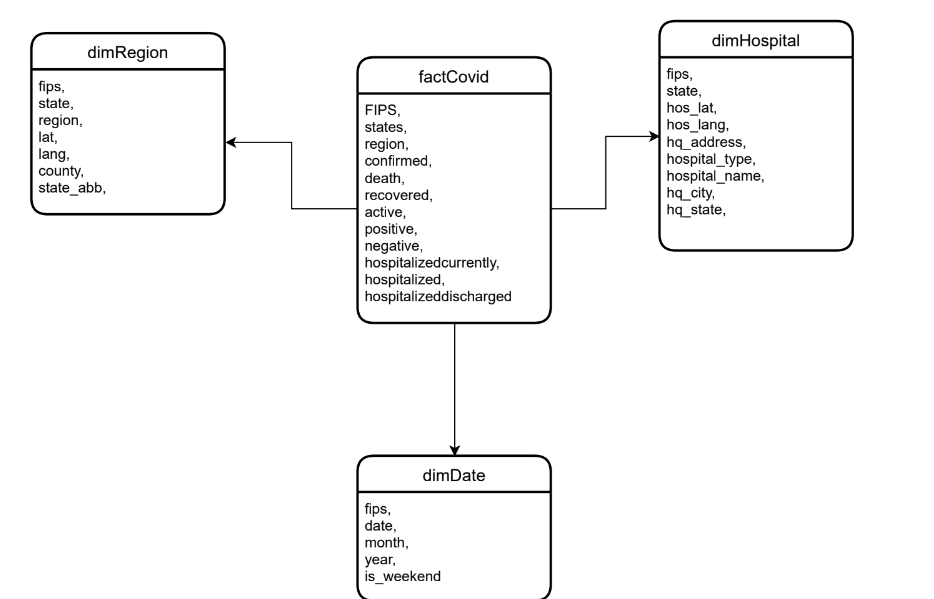 dimRegion
fips,
state,
region,
lat,
lang,
county,
state_abb,
factCovid
FIPS,
states,
region,
confirmed,
death,
recovered,
active,
positive,
negative,
hospitalizedcurrently,
hospitalized,
hospitalizeddischarged
dimHospital
fips,
state,
hos_lat,
hos_lang,
hq_address,
hospital_type,
hospital_name,
hq_city,
hq_state,
dimDate
fips,
date,
month,
year,
is_weekend